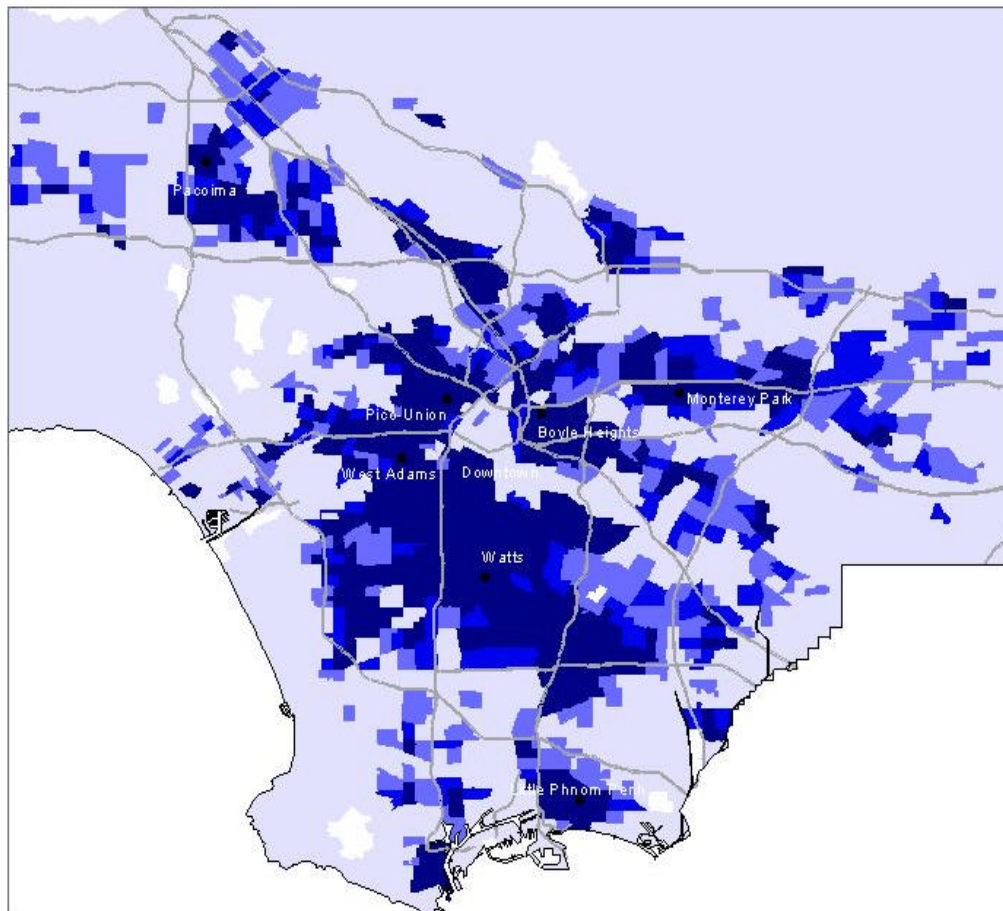 Pacoima
Monterey Park
Pico-Union
Boyle Heights
West Adams
Downtown
Watts
Little Phnom Penh